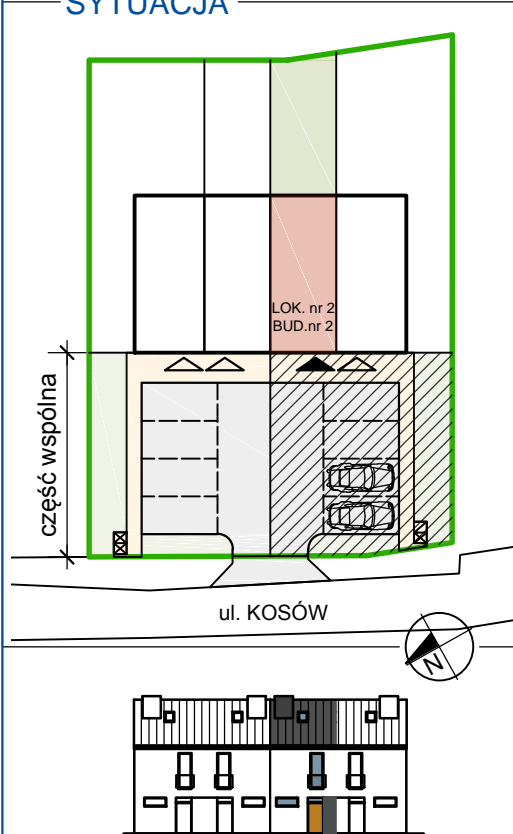 SYTUACJA
LOK. nr 2
BUD.nr 2
część wspólna
ul. KOSÓW
N